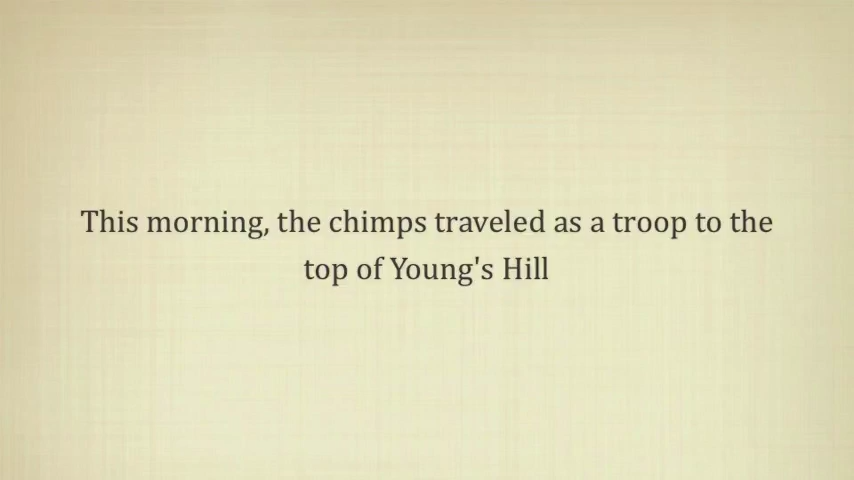 This morning, the chimps traveled as a troop to the
top of Young's Hill